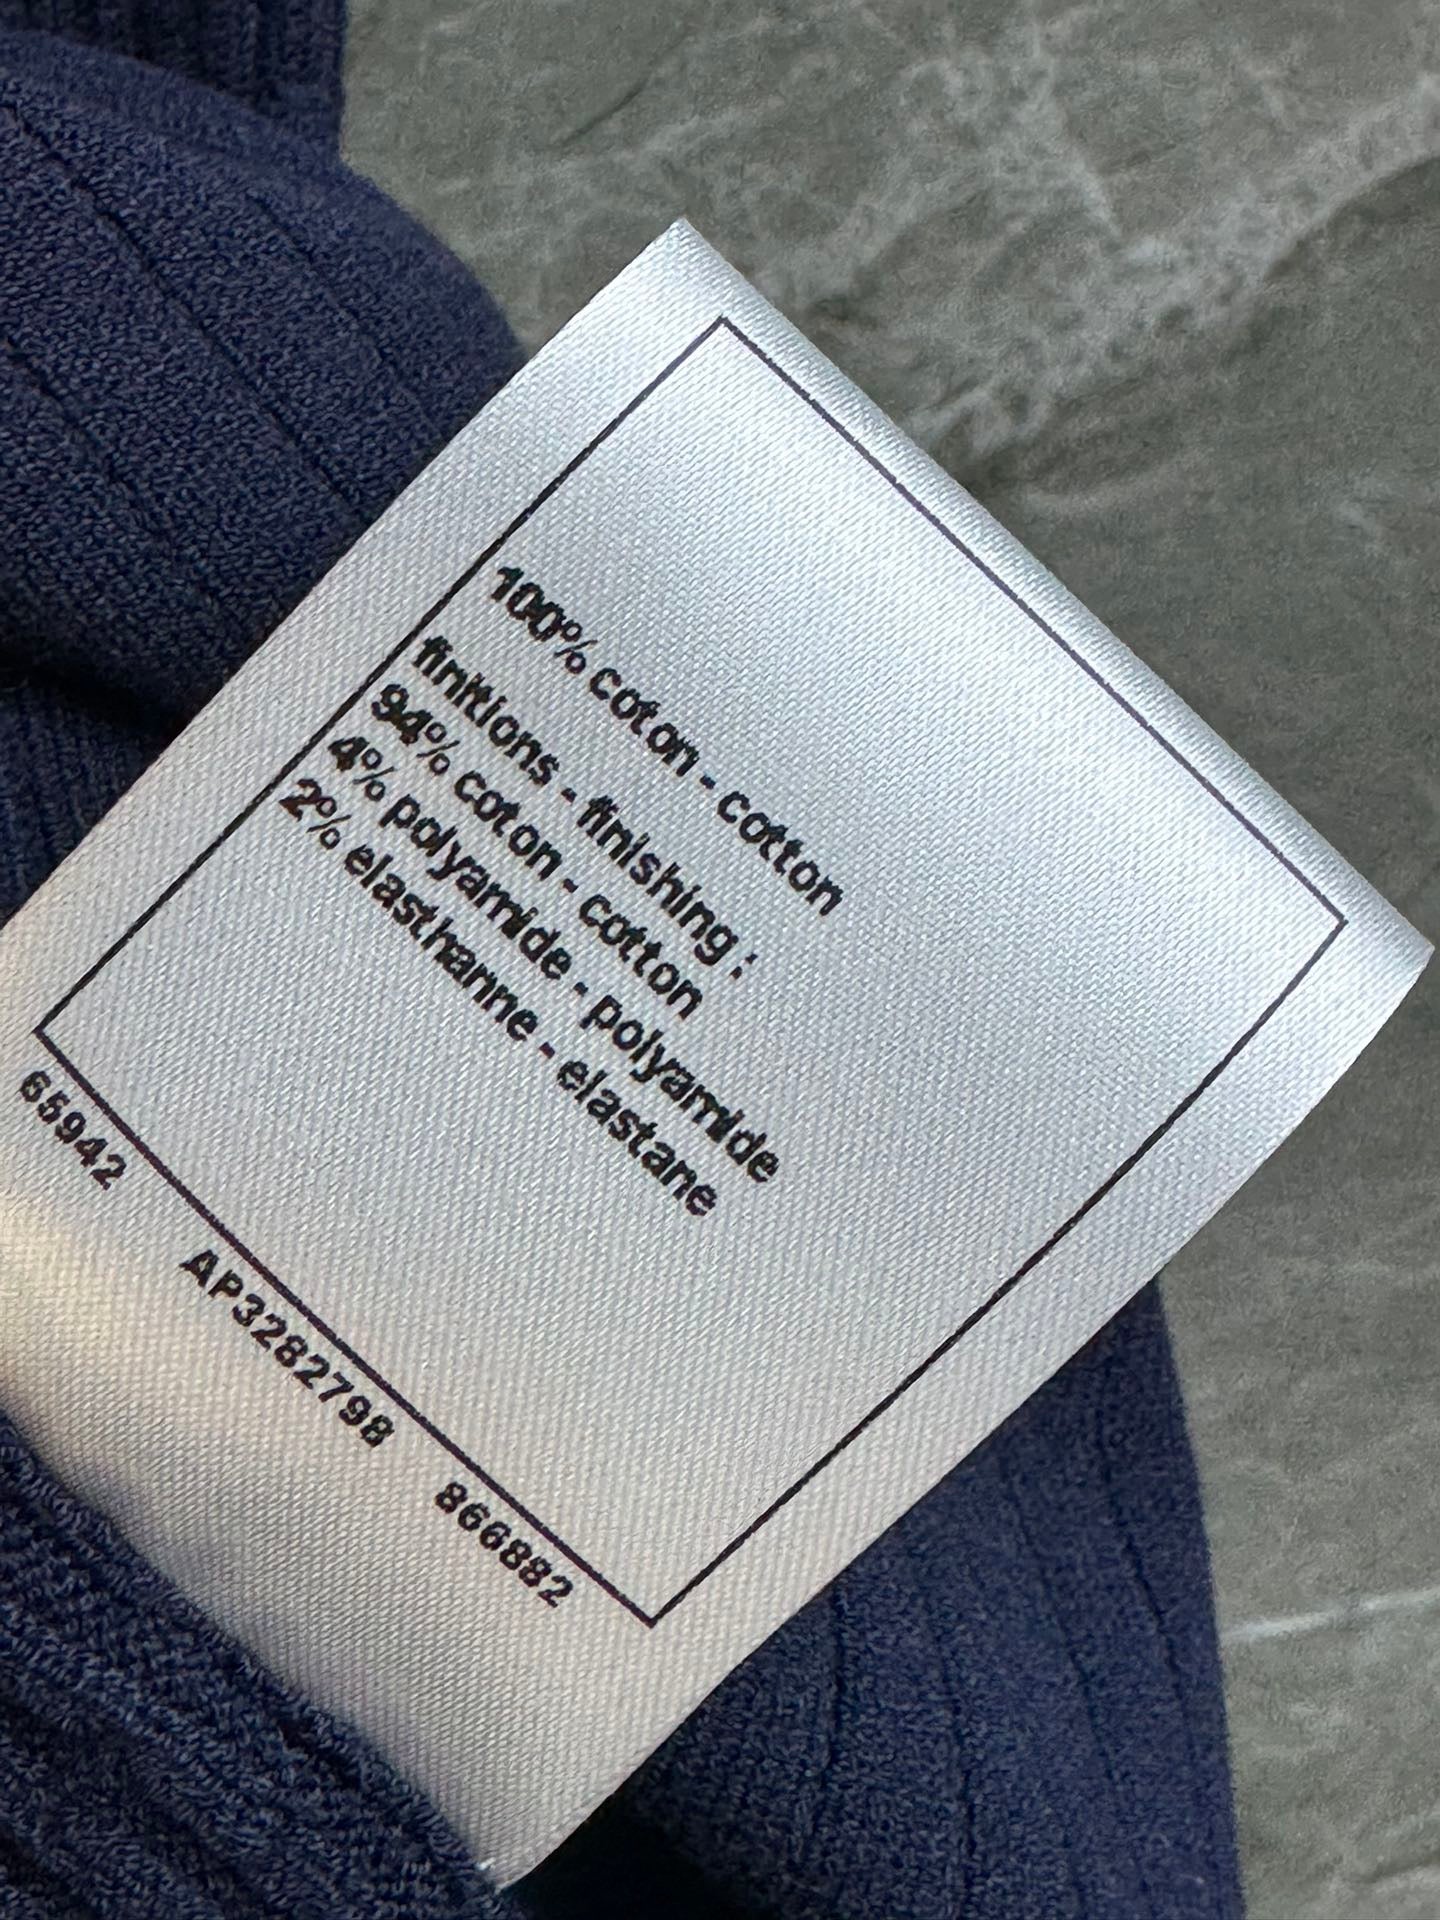 100% coton - cotton
finitions - finishing :
94% coton - cotton
4% polyamide - polyamide
2% elasthanne - elastane
65942 AP3282798 866882